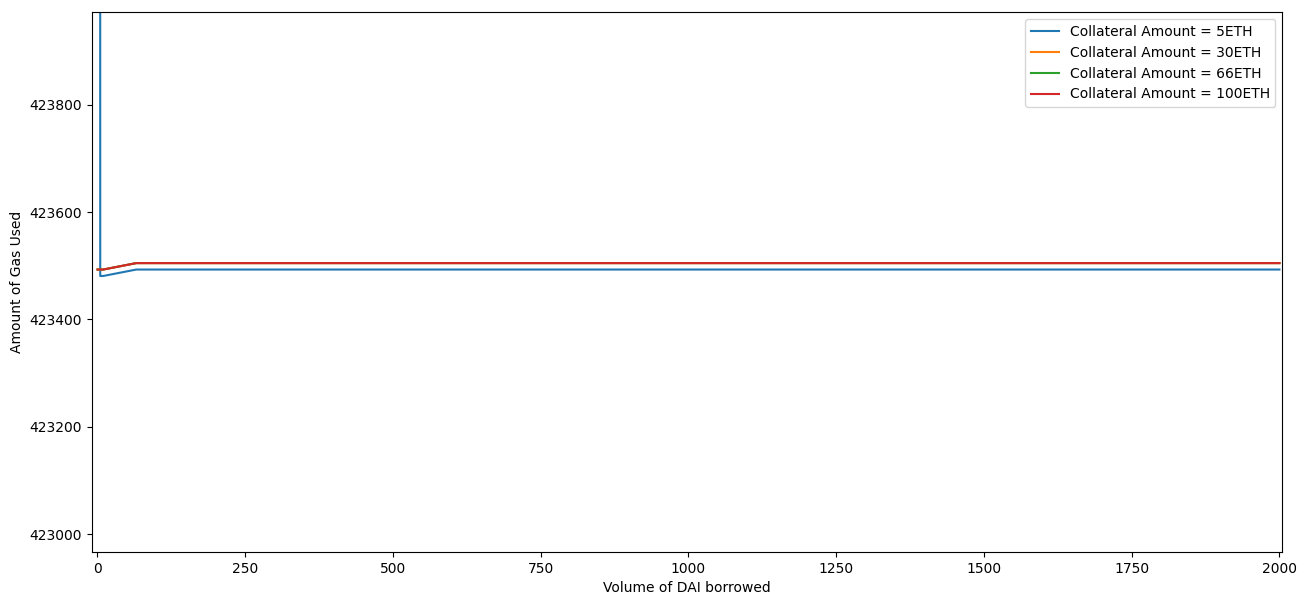 Collateral Amount = 5ETH
Collateral Amount = 30ETH
Collateral Amount = 66ETH
Collateral Amount = 100ETH
423800
423600
423400
423200
423000
Amount of Gas Used
0 250 500 750 1000 1250 1500 1750 2000
Volume of DAI borrowed